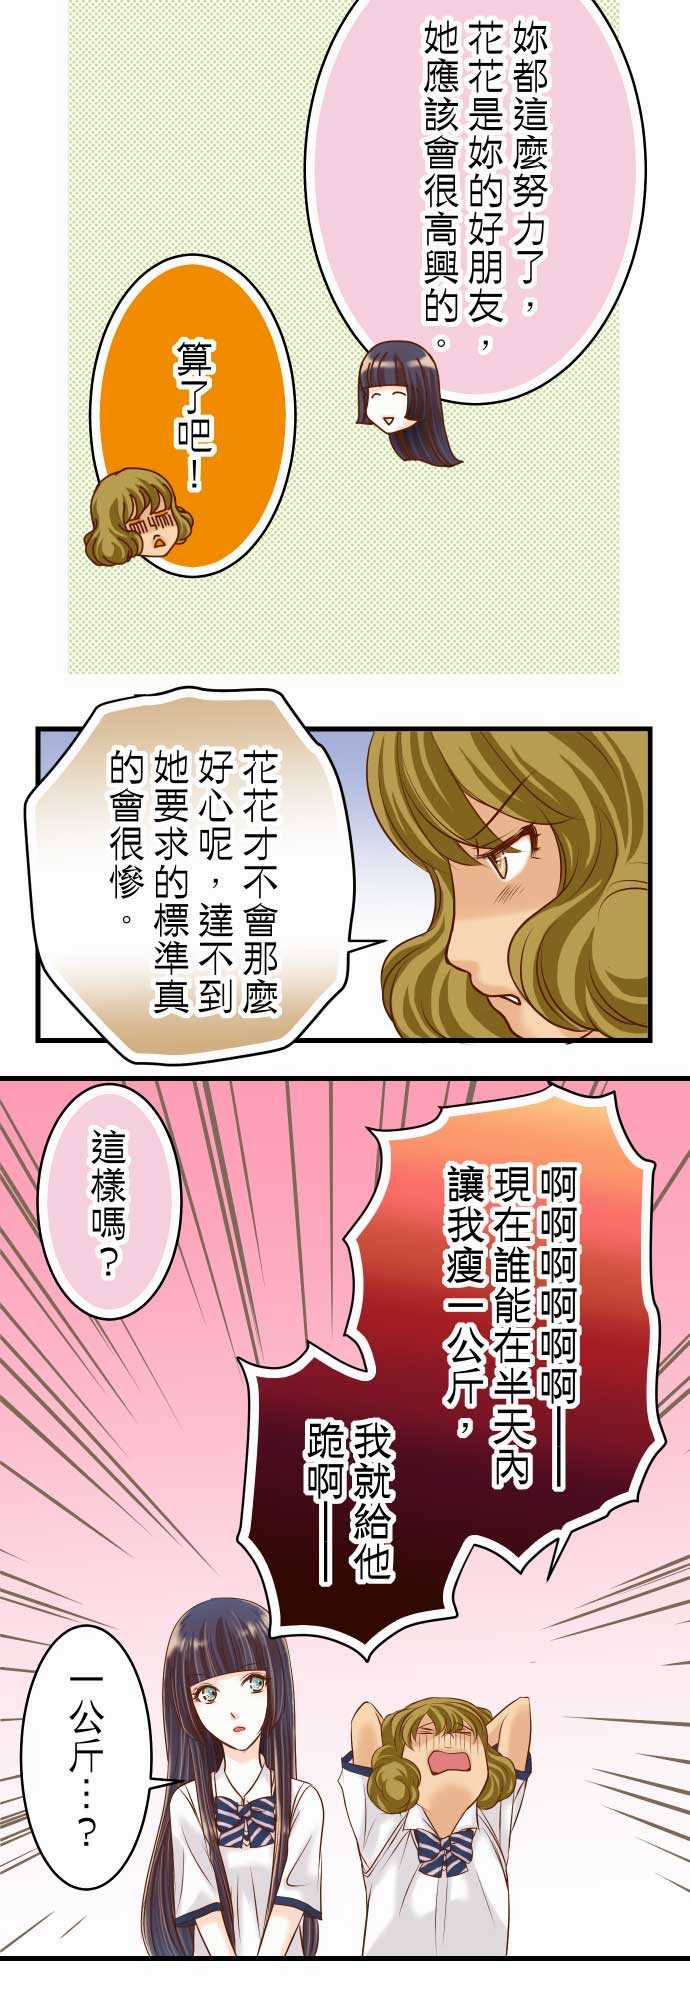 妳都這麼努力了，
花花是妳的好朋友，
她應該會很高興的。
算了吧！
花花才不會那麼
好心呢，達不到
她要求的標準真
的會很慘。
啊啊啊啊啊啊——
現在誰能在半天內
讓我瘦一公斤，
我就給他
跪啊——
這樣嗎？
一公斤…？